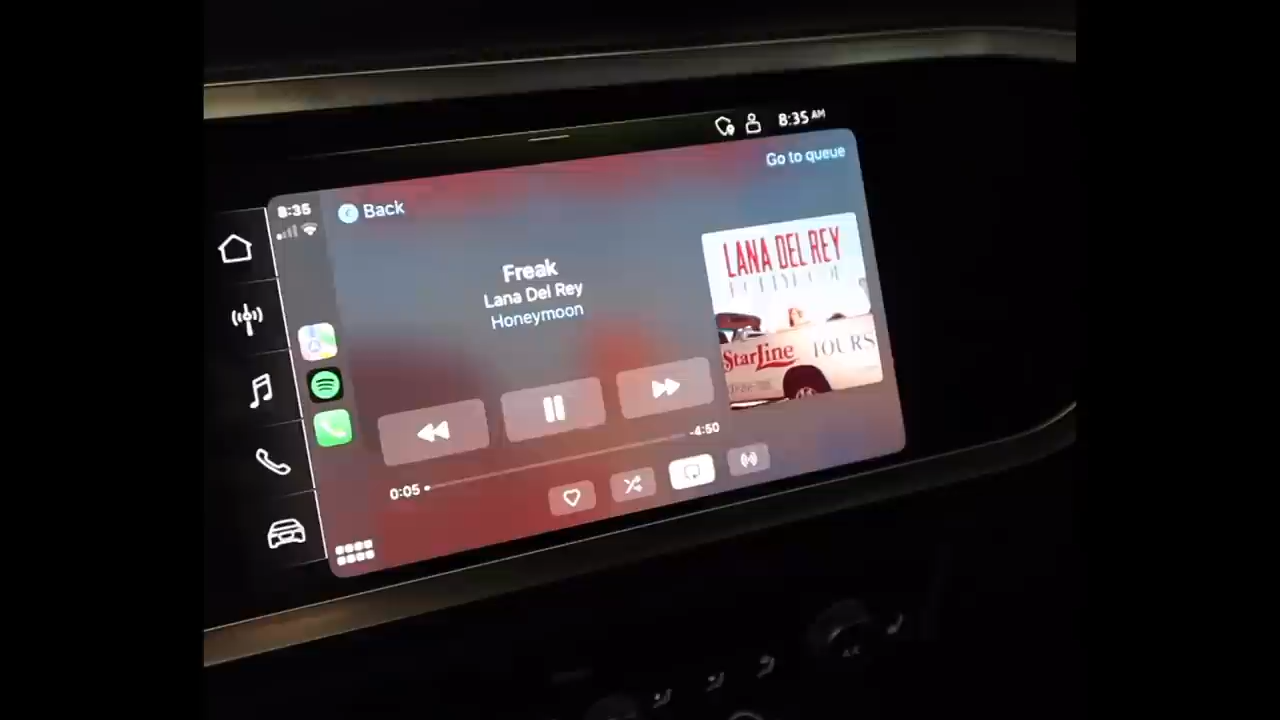 8:35 AM
Go to queue
8:35
Back
Freak
Lana Del Rey
Honeymoon
LANA DEL REY
StarLine TOURS
-4:50
0:05